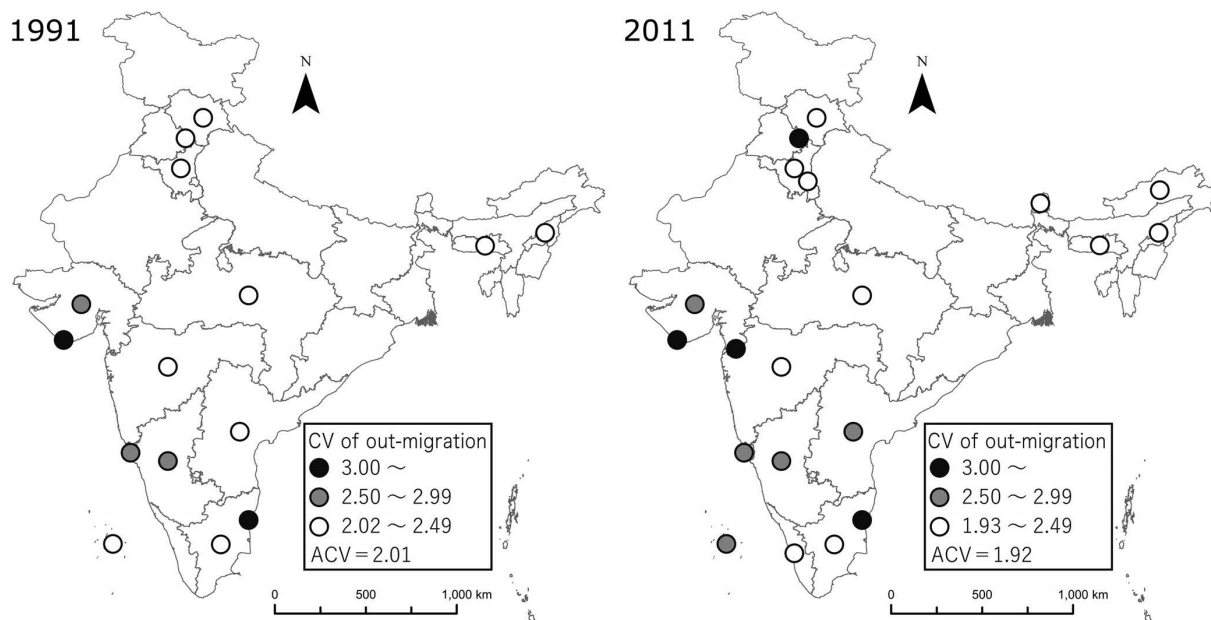 1991
N
CV of out-migration
3.00 ～
2.50 ～ 2.99
2.02 ～ 2.49
ACV = 2.01
0 500 1,000 km
2011
N
CV of out-migration
3.00 ～
2.50 ～ 2.99
1.93 ～ 2.49
ACV = 1.92
0 500 1,000 km